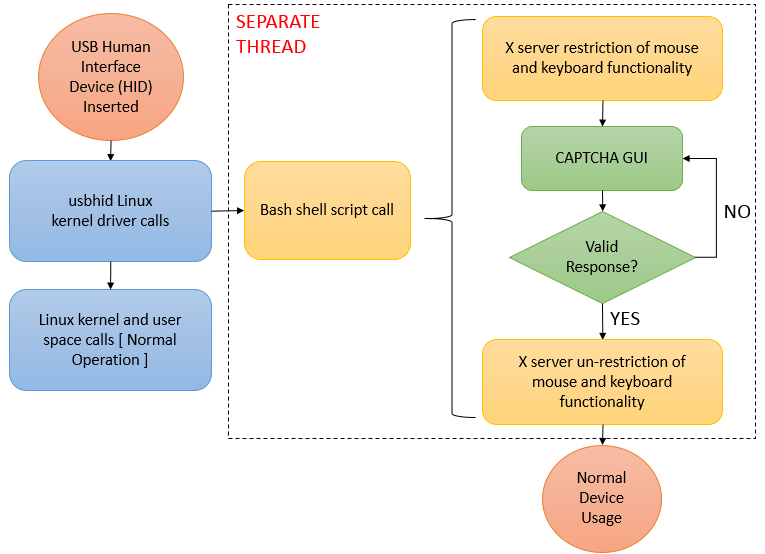 USB Human
Interface
Device (HID)
Inserted
usbhid Linux
kernel driver calls
Linux kernel and user
space calls [ Normal
Operation ]
SEPARATE
THREAD
Bash shell script call
X server restriction of mouse
and keyboard functionality
CAPTCHA GUI
Valid
Response?
NO
YES
X server un-restriction of
mouse and keyboard
functionality
Normal
Device
Usage